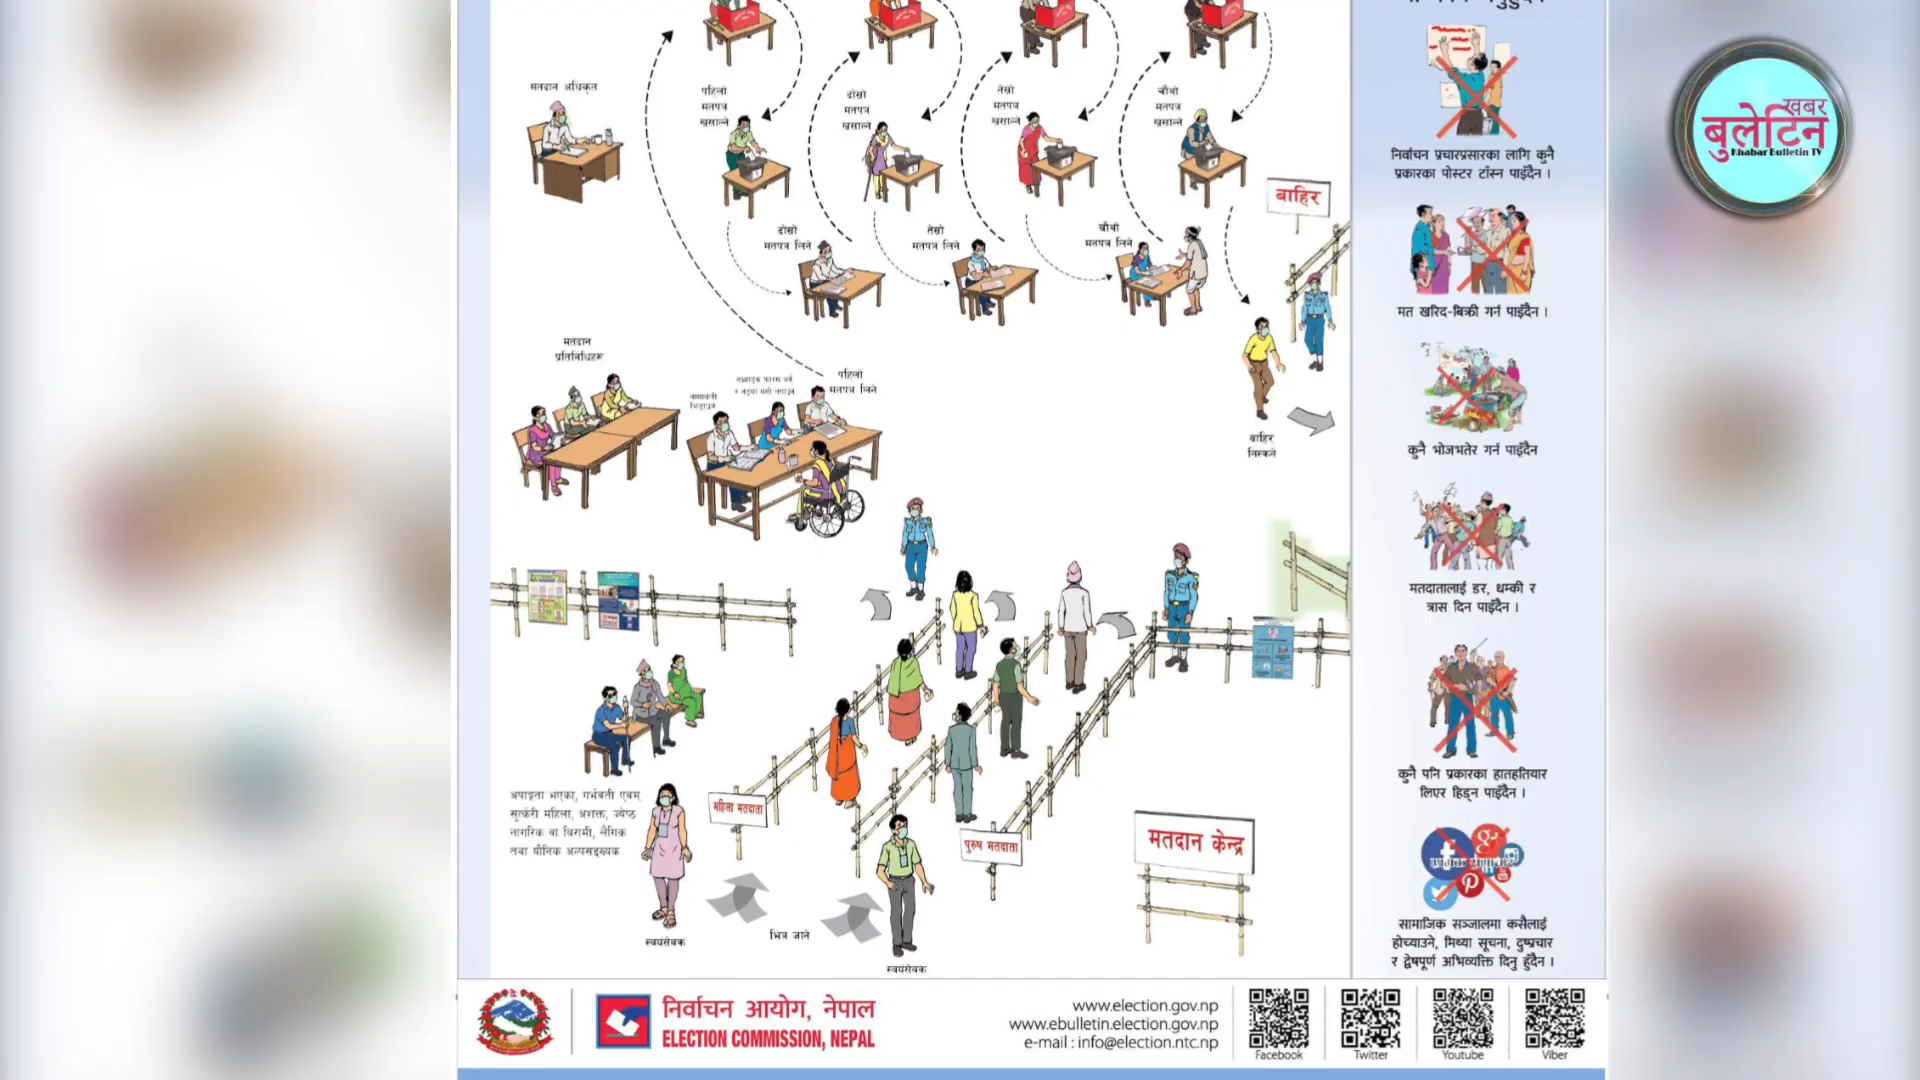 मतदान अधिकृत
पहिलो
मतपत्र
खसाल्ने
दोस्रो
मतपत्र
खसाल्ने
तेस्रो
मतपत्र
खसाल्ने
चौथो
मतपत्र
खसाल्ने
बाहिर
दोस्रो
मतपत्र लिने
तेस्रो
मतपत्र लिने
चौथो
मतपत्र लिने
मतदान
प्रतिनिधिहरू
नामावली
भिडाउने
पहिलो
मतपत्र लिने
बाहिर
निस्कने
अपाङ्गता भएका, गर्भवती एवम्
सुत्केरी महिला, अशक्त, ज्येष्ठ
नागरिक वा बिरामी, लैंगिक
तथा यौनिक अल्पसङ्ख्यक
महिला मतदाता
पुरुष मतदाता
मतदान केन्द्र
स्वयंसेवक
भित्र जाने
स्वयंसेवक
निर्वाचन प्रचारप्रसारका लागि कुनै
प्रकारका पोस्टर टाँस्न पाइँदैन ।
मत खरिद-बिक्री गर्न पाइँदैन ।
कुनै भोजभतेर गर्न पाइँदैन
मतदातालाई डर, धम्की र
त्रास दिन पाइँदैन ।
कुनै पनि प्रकारका हातहतियार
लिएर हिड्न पाइँदैन ।
सामाजिक सञ्जालमा कसैलाई
होच्याउने, मिथ्या सूचना, दुष्प्रचार
र द्वेषपूर्ण अभिव्यक्ति दिनु हुँदैन ।
निर्वाचन आयोग, नेपाल
ELECTION COMMISSION, NEPAL
www.election.gov.np
www.ebulletin.election.gov.np
e-mail : info@election.ntc.np
Facebook
Twitter
Youtube
Viber
खबर
बुलेटिन
Khabar Bulletin TV